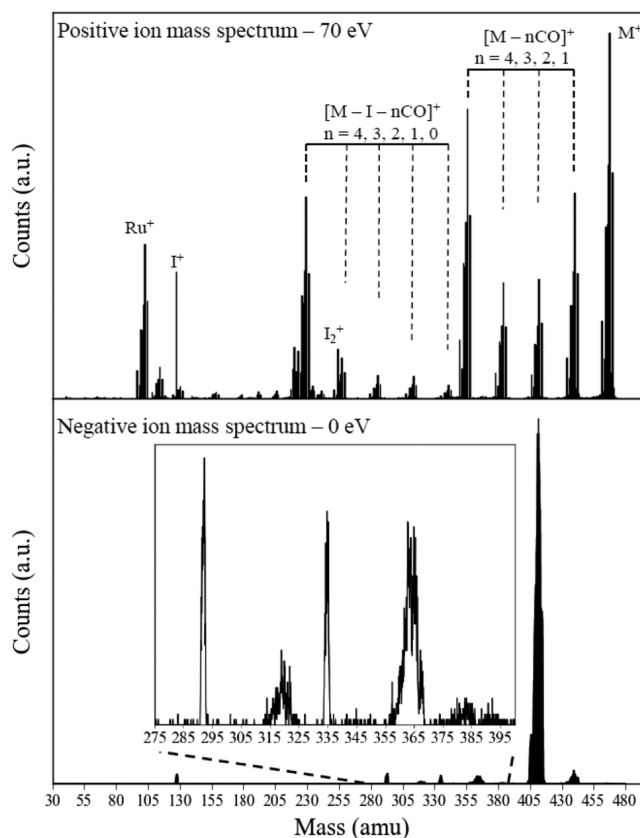 Positive ion mass spectrum – 70 eV
[M – nCO]⁺
n = 4, 3, 2, 1
M⁺
[M – I – nCO]⁺
n = 4, 3, 2, 1, 0
Ru⁺
I⁺
I₂⁺
Counts (a.u.)
Negative ion mass spectrum – 0 eV
275 285 295 305 315 325 335 345 355 365 375 385 395
Counts (a.u.)
30 55 80 105 130 155 180 205 230 255 280 305 330 355 380 405 430 455 480
Mass (amu)